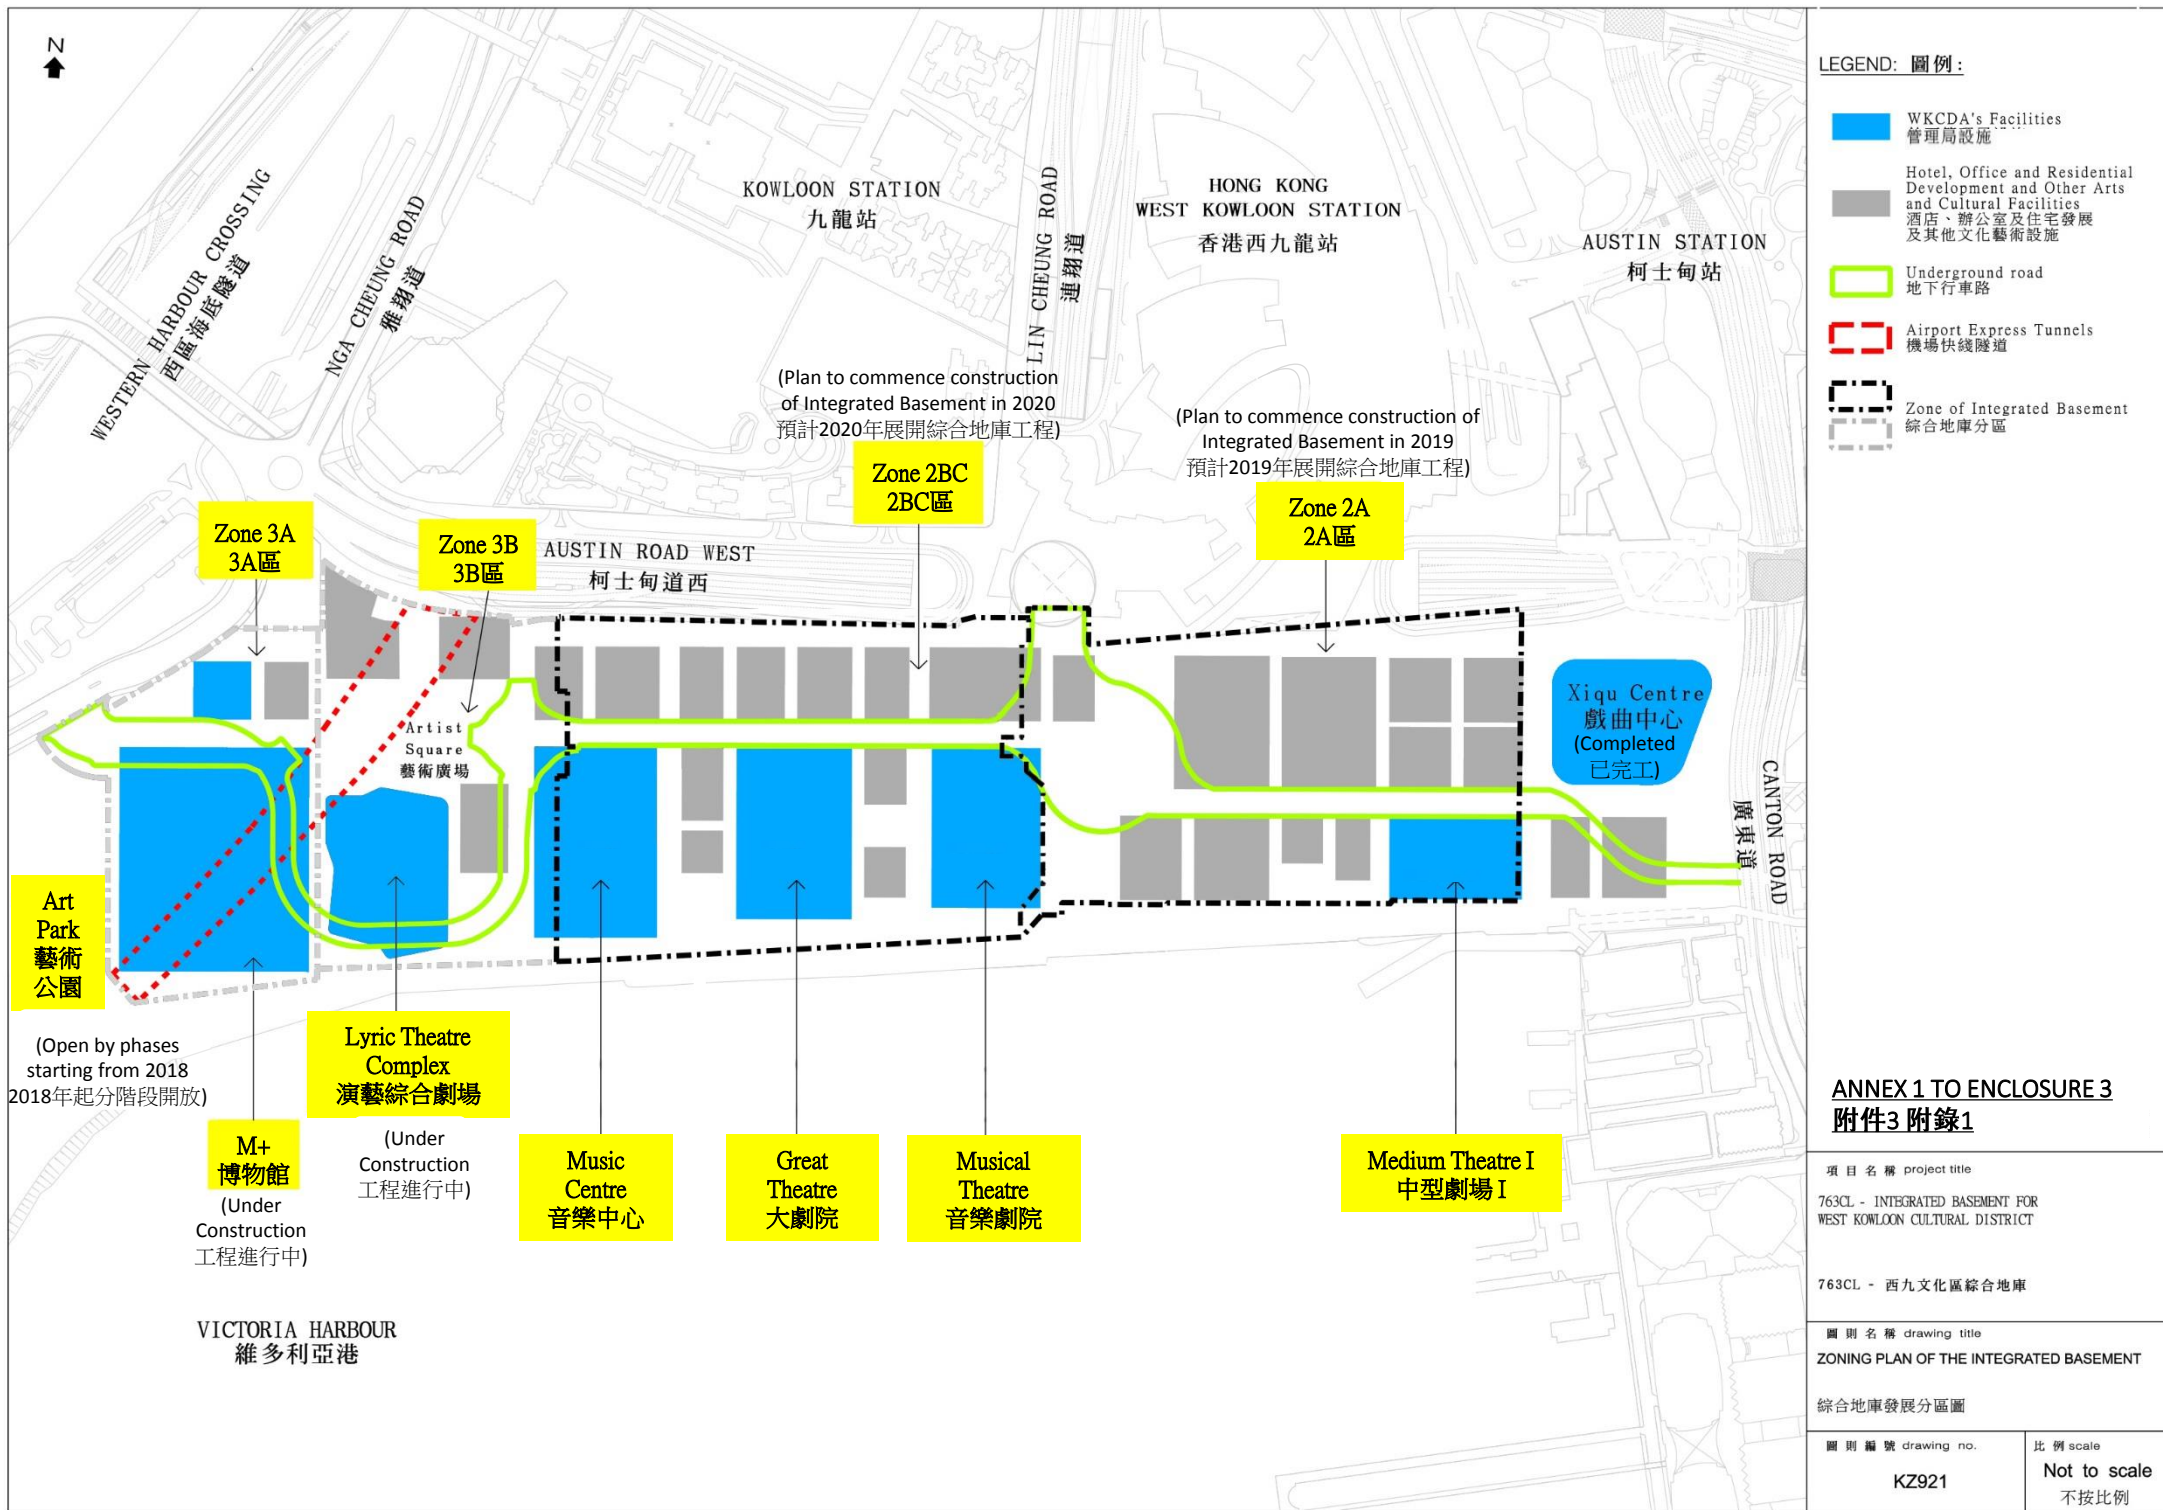 N
WESTERN HARBOUR CROSSING
西區海底隧道
NGA CHEUNG ROAD
雅翔道
KOWLOON STATION
九龍站
LIN CHEUNG ROAD
連翔道
HONG KONG
WEST KOWLOON STATION
香港西九龍站
AUSTIN STATION
柯士甸站
(Plan to commence construction
of Integrated Basement in 2020
預計2020年展開綜合地庫工程)
(Plan to commence construction of
Integrated Basement in 2019
預計2019年展開綜合地庫工程)
Zone 2BC
2BC區
Zone 2A
2A區
Zone 3A
3A區
Zone 3B
3B區
AUSTIN ROAD WEST
柯士甸道西
Artist
Square
藝術廣場
Xiqu Centre
戲曲中心
(Completed
已完工)
CANTON ROAD
廣東道
Art
Park
藝術
公園
(Open by phases
starting from 2018
2018年起分階段開放)
Lyric Theatre
Complex
演藝綜合劇場
(Under
Construction
工程進行中)
M+
博物館
(Under
Construction
工程進行中)
Music
Centre
音樂中心
Great
Theatre
大劇院
Musical
Theatre
音樂劇院
Medium Theatre I
中型劇場 I
VICTORIA HARBOUR
維多利亞港
LEGEND: 圖例:
WKCDA's Facilities
管理局設施
Hotel, Office and Residential
Development and Other Arts
and Cultural Facilities
酒店、辦公室及住宅發展
及其他文化藝術設施
Underground road
地下行車路
Airport Express Tunnels
機場快綫隧道
Zone of Integrated Basement
綜合地庫分區
ANNEX 1 TO ENCLOSURE 3
附件3 附錄1
項目名稱 project title
763CL - INTEGRATED BASEMENT FOR
WEST KOWLOON CULTURAL DISTRICT
763CL - 西九文化區綜合地庫
圖則名稱 drawing title
ZONING PLAN OF THE INTEGRATED BASEMENT
綜合地庫發展分區圖
圖則編號 drawing no.
KZ921
比例 scale
Not to scale
不按比例